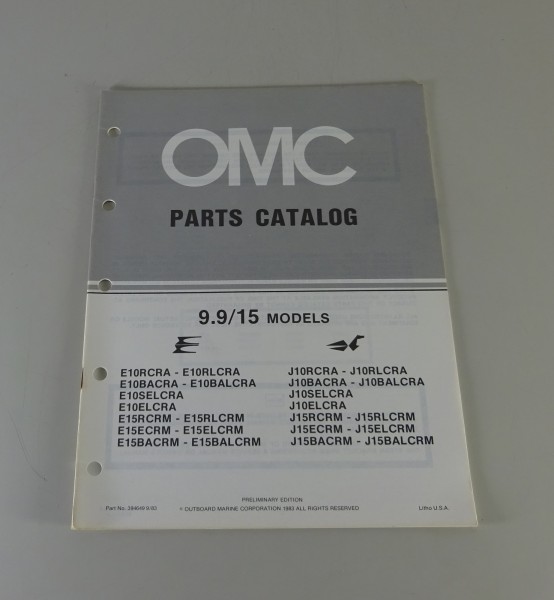 OMC
PARTS CATALOG
9.9/15 MODELS
E10RCRA - E10RLCRA
E10BACRA - E10BALCRA
E10SELCRA
E10ELCRA
E15RCRM - E15RLCRM
E15ECRM - E15ELCRM
E15BACRM - E15BALCRM
J10RCRA - J10RLCRA
J10BACRA - J10BALCRA
J10SELCRA
J10ELCRA
J15RCRM - J15RLCRM
J15ECRM - J15ELCRM
J15BACRM - J15BALCRM
PRELIMINARY EDITION
Part No.
© OUTBOARD MARINE CORPORATION ALL RIGHTS RESERVED
Litho U.S.A.